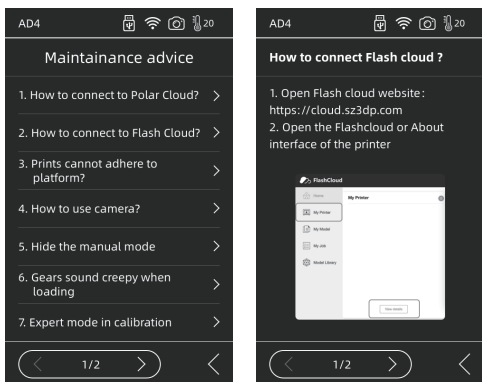 AD4
20
Maintainance advice
1. How to connect to Polar Cloud?
2. How to connect to Flash Cloud?
3. Prints cannot adhere to
platform?
4. How to use camera?
5. Hide the manual mode
6. Gears sound creepy when
loading
7. Expert mode in calibration
1/2
AD4
20
How to connect Flash cloud ?
1. Open Flash cloud website:
https://cloud.sz3dp.com
2. Open the Flashcloud or About
interface of the printer
FlashCloud
Home
My Printer
My Printer
My Model
My Job
Model Library
1/2